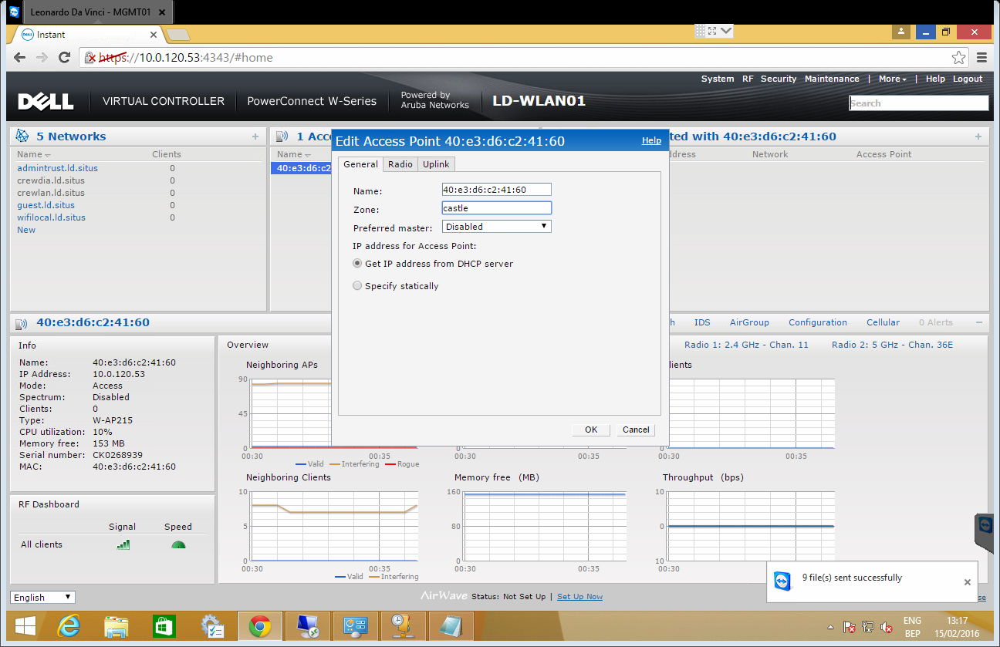 Leonardo Da Vinci - MGMT01 ×
Instant ×
https://10.0.120.53:4343/#home
System RF Security Maintenance | More | Help Logout
DELL VIRTUAL CONTROLLER PowerConnect W-Series Powered by
Aruba Networks LD-WLAN01
Search
5 Networks +
Name Clients
admintrust.ld.situs 0
crewdia.ld.situs 0
crewlan.ld.situs 0
guest.ld.situs 0
wifilocal.ld.situs 0
New
1 Acce
Name
40:e3:d6:c2
ted with 40:e3:d6:c2:41:60 +
ddress Network Access Point
Edit Access Point 40:e3:d6:c2:41:60 Help
General Radio Uplink
Name: 40:e3:d6:c2:41:60
Zone: castle
Preferred master: Disabled
IP address for Access Point:
Get IP address from DHCP server
Specify statically
OK Cancel
40:e3:d6:c2:41:60
h IDS AirGroup Configuration Cellular 0 Alerts −
Info
Name: 40:e3:d6:c2:41:60
IP Address: 10.0.120.53
Mode: Access
Spectrum: Disabled
Clients: 0
Type: W-AP215
CPU utilization: 10%
Memory free: 153 MB
Serial number: CK0268939
MAC: 40:e3:d6:c2:41:60
RF Dashboard
Signal Speed
All clients
Overview
Radio 1: 2.4 GHz - Chan. 11 Radio 2: 5 GHz - Chan. 36E
Neighboring APs
90
45
0
00:30 00:35
Valid Interfering Rogue
0
00:30 00:35
lients
00:30 00:35
Neighboring Clients
10
5
0
00:30 00:35
Valid Interfering
Memory free (MB)
160
80
0
00:30 00:35
Throughput (bps)
10
0
10
00:30 00:35
9 file(s) sent successfully ×
English
AirWave Status: Not Set Up | Set Up Now
se
ENG
BEP
13:17
15/02/2016